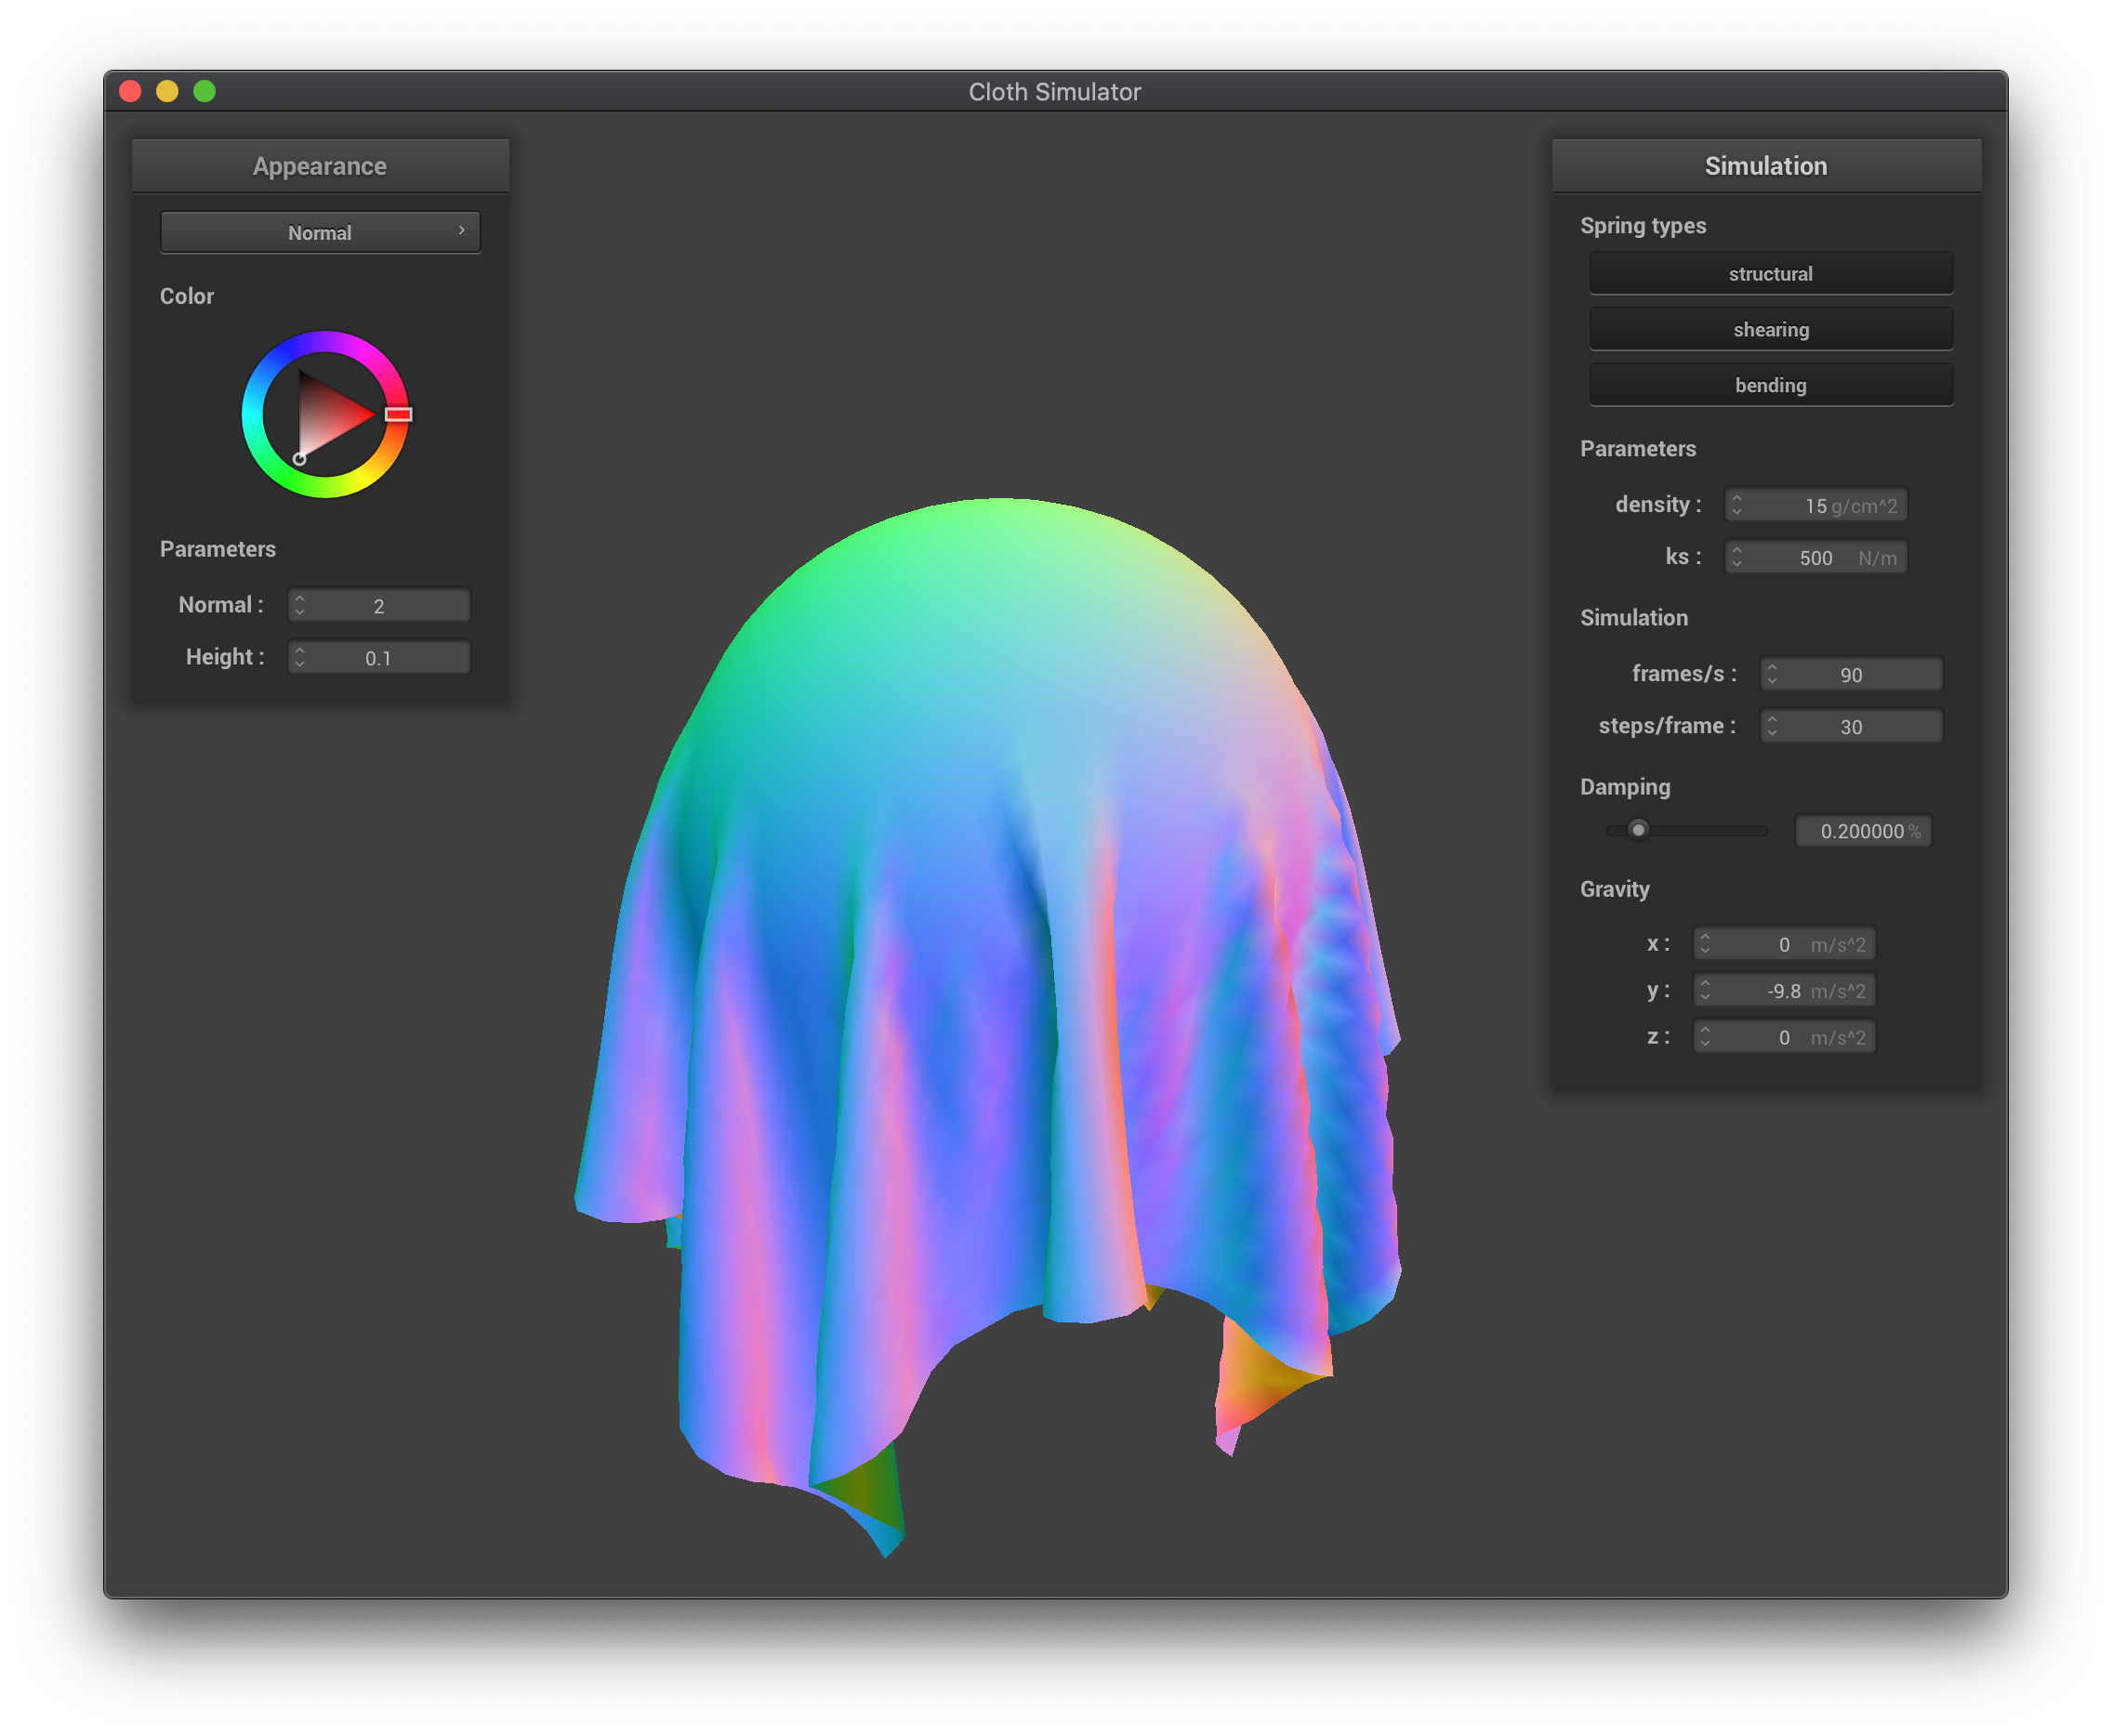 Cloth Simulator
Appearance
Normal
Color
Parameters
Normal : 2
Height : 0.1
Simulation
Spring types
structural
shearing
bending
Parameters
density : 15 g/cm^2
ks : 500 N/m
Simulation
frames/s : 90
steps/frame : 30
Damping
0.200000 %
Gravity
x : 0 m/s^2
y : -9.8 m/s^2
z : 0 m/s^2